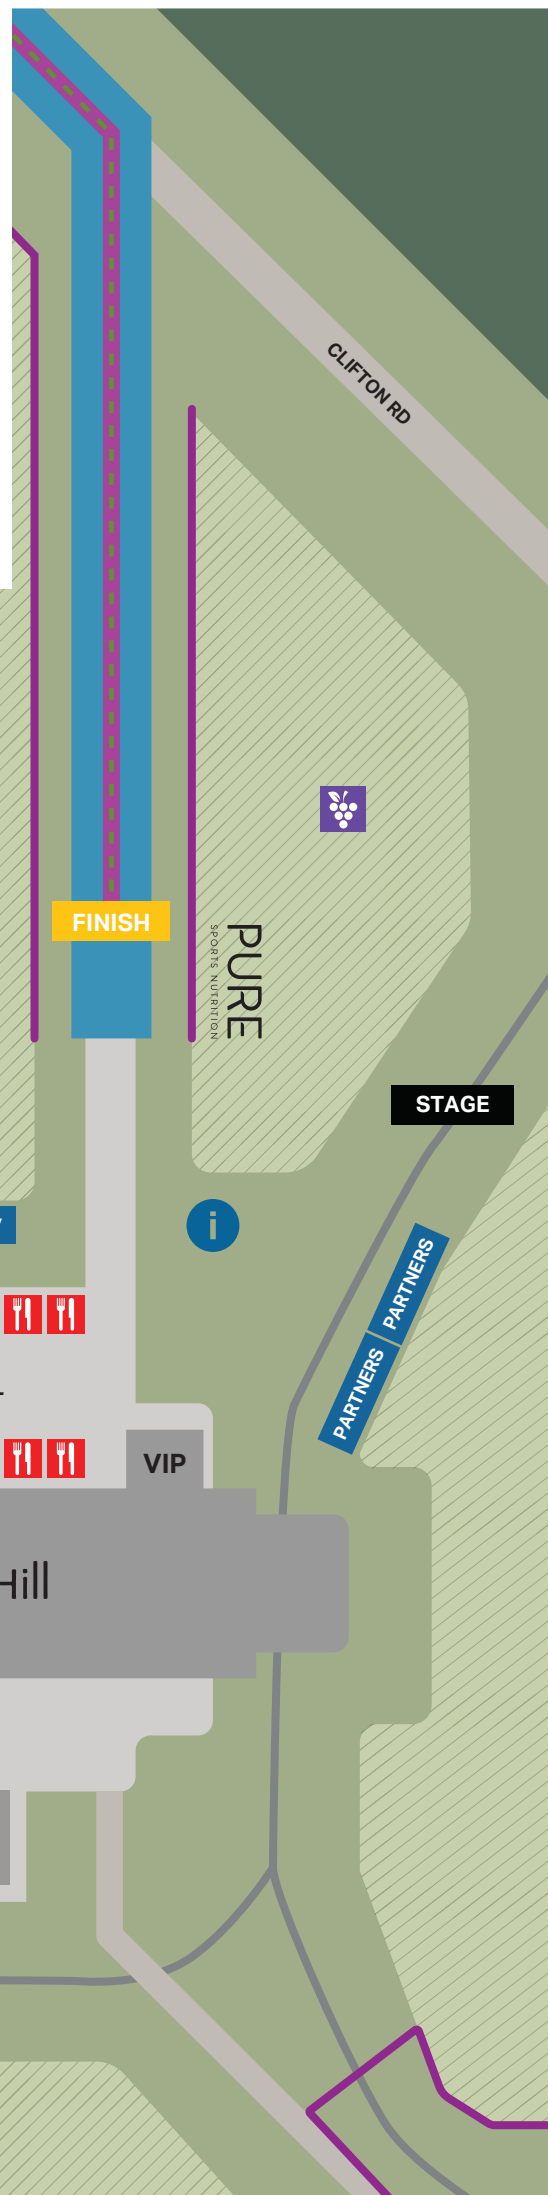 CLIFTON RD
FINISH
PURE
SPORTS NUTRITION
STAGE
i
PARTNERS
PARTNERS
VIP
Hill